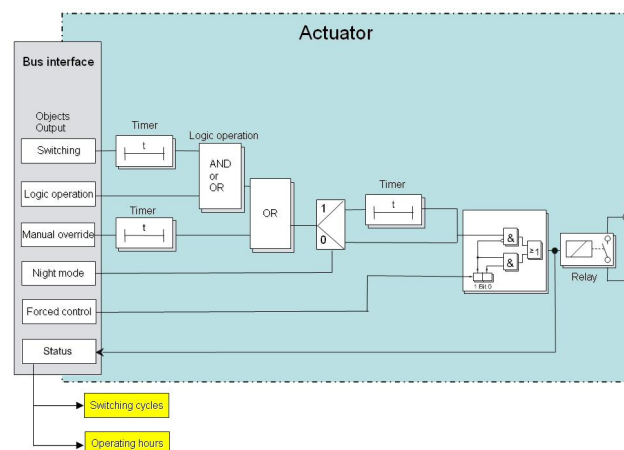 Actuator
Bus interface
Objects
Output
Switching
Logic operation
Manual override
Night mode
Forced control
Status
Timer
t
Logic operation
AND
or
OR
Timer
t
OR
1
0
Timer
t
&
&
≥1
1 Bit 0
Relay
Switching cycles
Operating hours